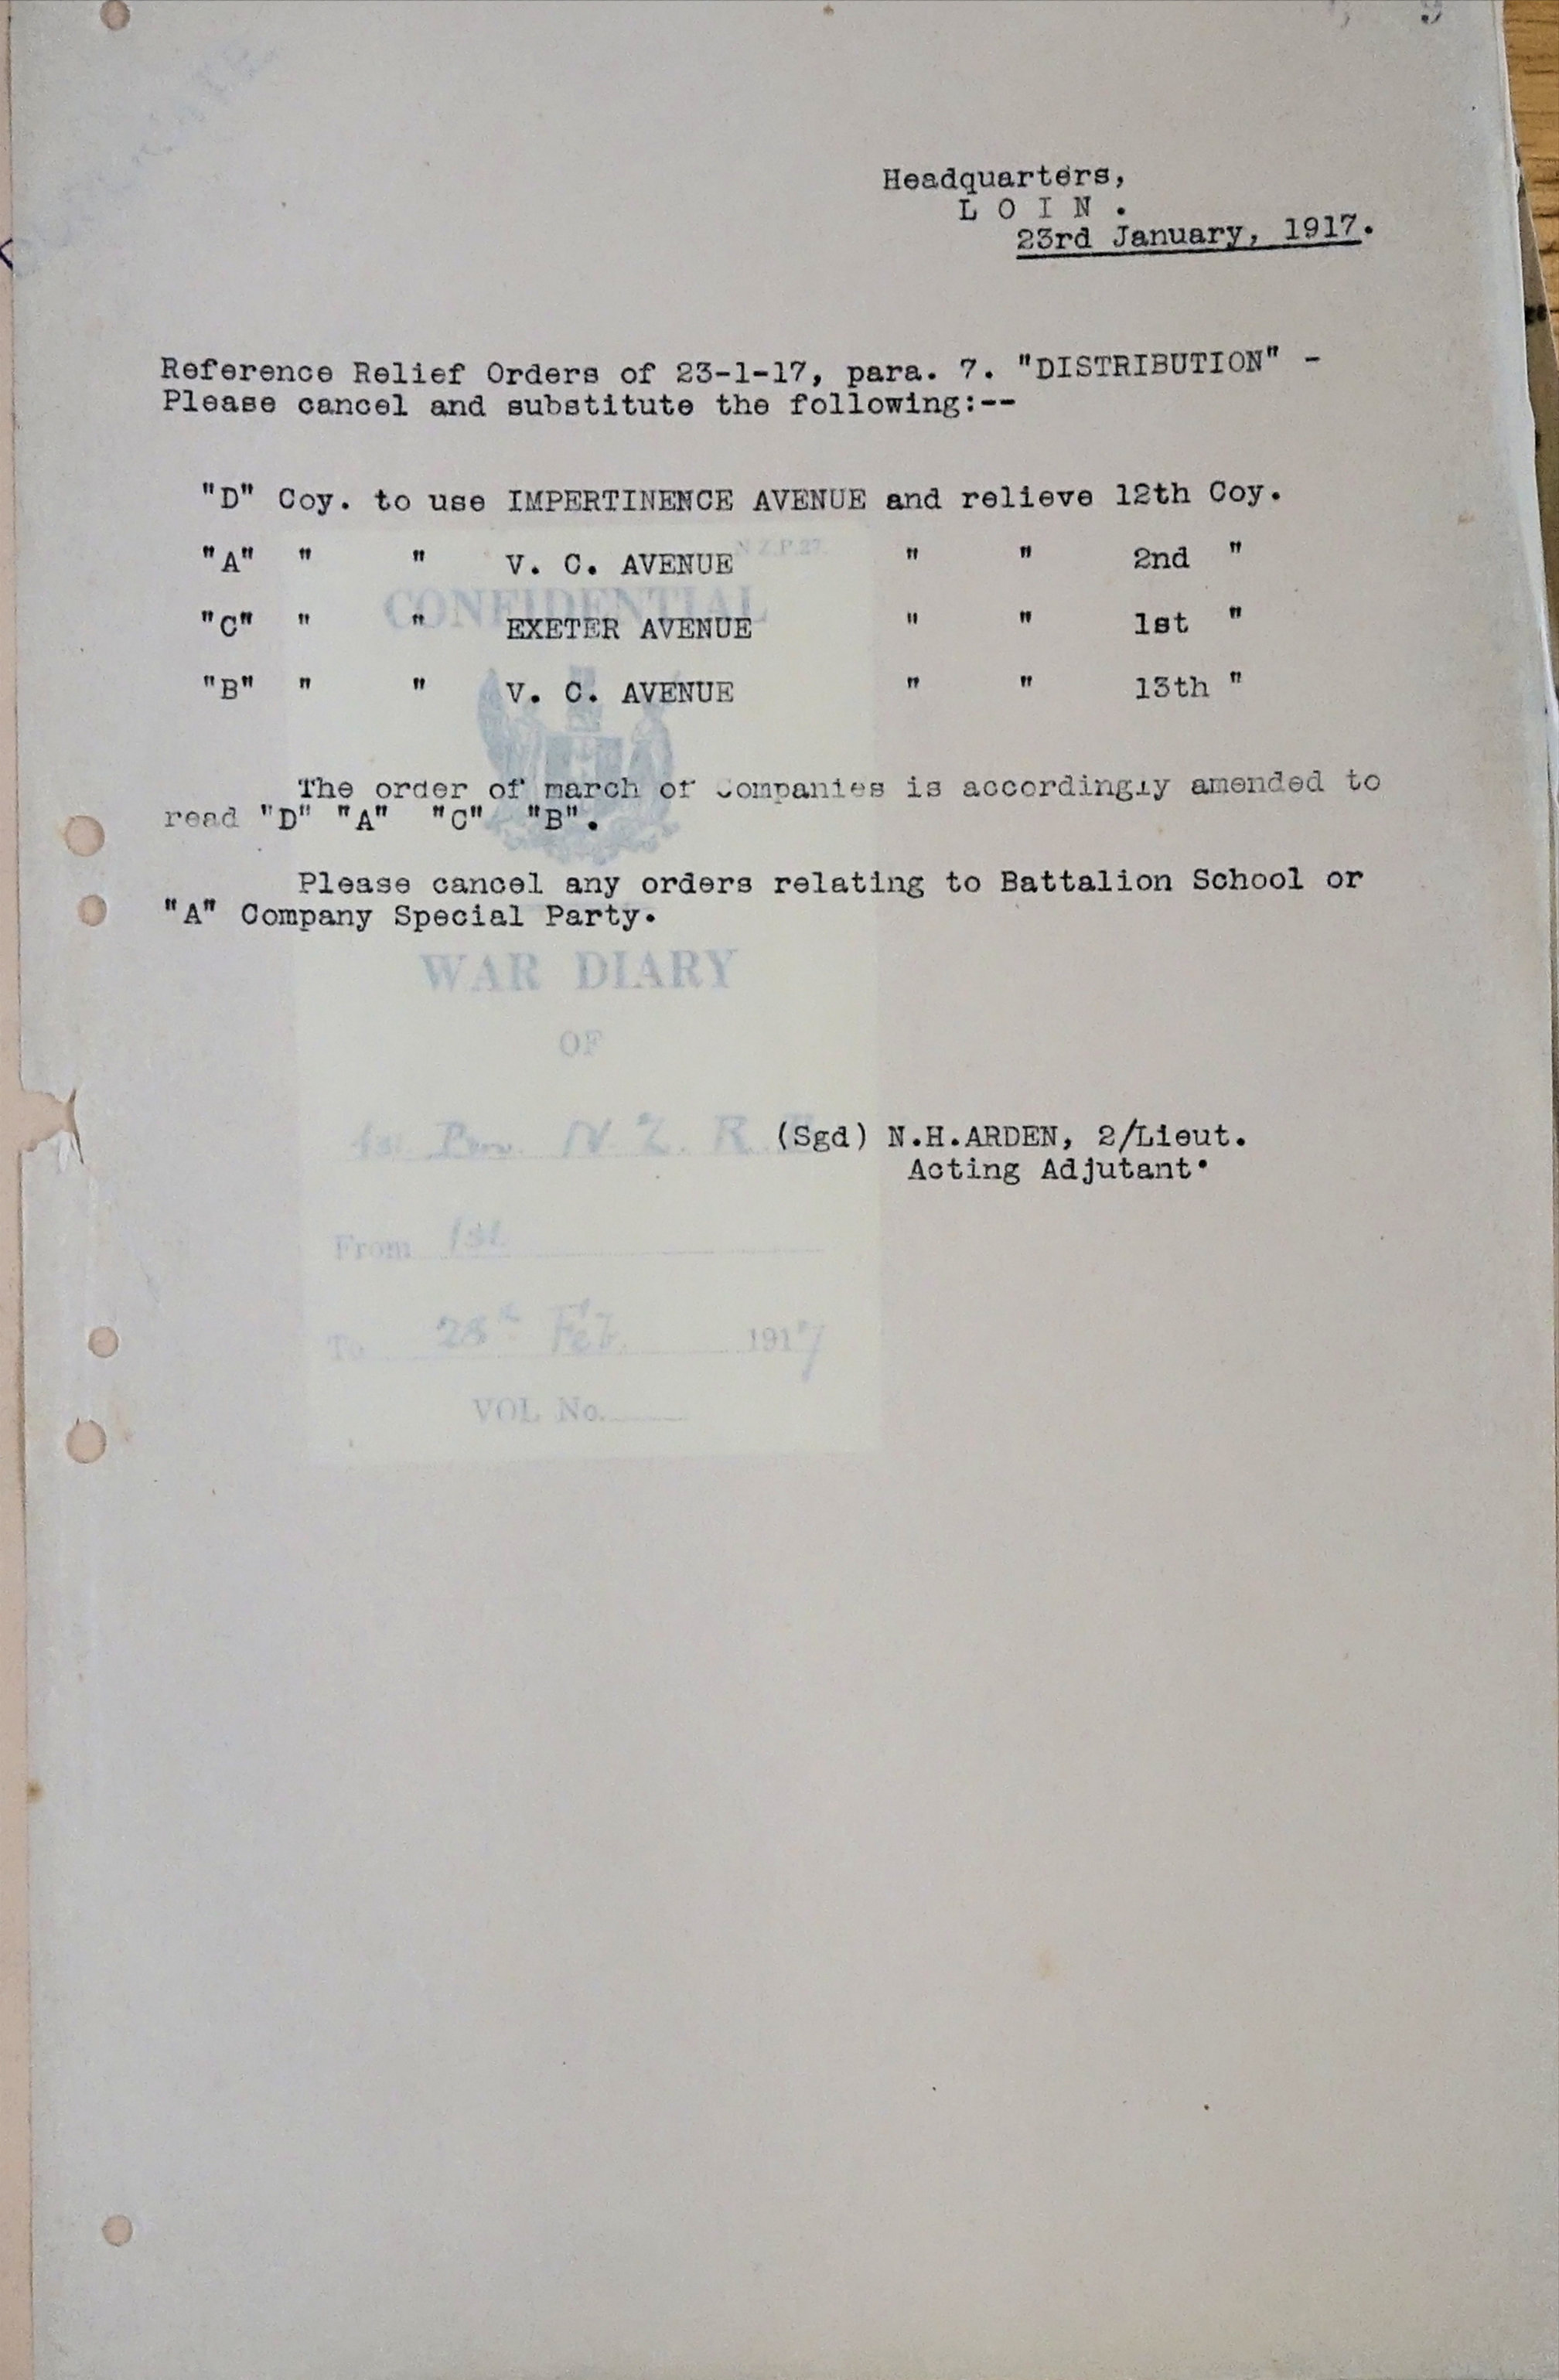 Headquarters,
L O I N .
23rd January, 1917.
Reference Relief Orders of 23-1-17, para. 7. "DISTRIBUTION" -
Please cancel and substitute the following:--
"D" Coy. to use IMPERTINENCE AVENUE and relieve 12th Coy.
"A" " " V. C. AVENUE " " 2nd "
"C" " " EXETER AVENUE " " 1st "
"B" " " V. C. AVENUE " " 13th "
The order of march of Companies is accordingly amended to
read "D" "A" "C" "B".
Please cancel any orders relating to Battalion School or
"A" Company Special Party.
(Sgd) N.H.ARDEN, 2/Lieut.
Acting Adjutant.
N.Z.P.27.
CONFIDENTIAL
WAR DIARY
OF
1st N. Z. R.
From 1st
To 28th Feb. 1917
VOL No.